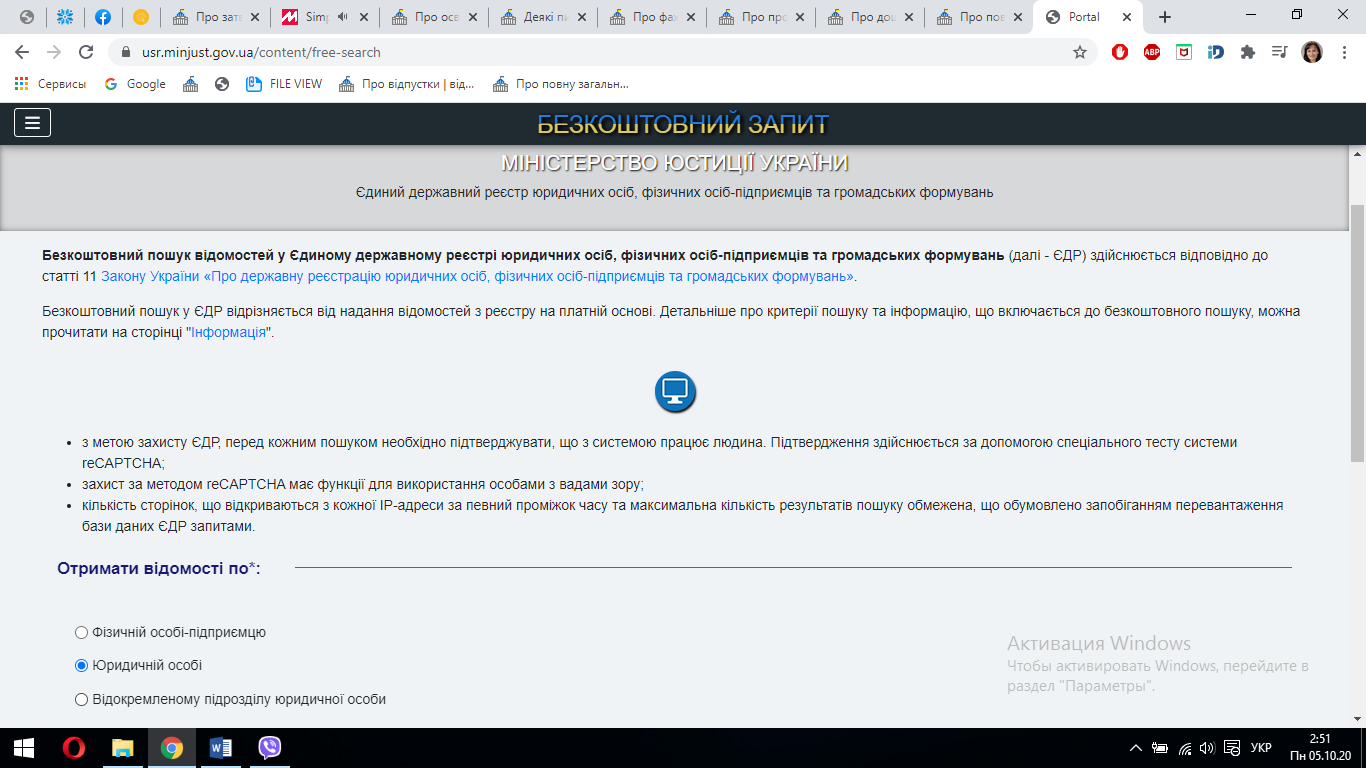 Про затв
Simp
Про осв
Деякі пи
Про фах
Про про
Про дош
Про пов
Portal
usr.minjust.gov.ua/content/free-search
ABP
Сервисы
Google
FILE VIEW
Про відпустки | від...
Про повну загальн...
БЕЗКОШТОВНИЙ ЗАПИТ
МІНІСТЕРСТВО ЮСТИЦІЇ УКРАЇНИ
Єдиний державний реєстр юридичних осіб, фізичних осіб-підприємців та громадських формувань
Безкоштовний пошук відомостей у Єдиному державному реєстрі юридичних осіб, фізичних осіб-підприємців та громадських формувань (далі - ЄДР) здійснюється відповідно до
статті 11 Закону України «Про державну реєстрацію юридичних осіб, фізичних осіб-підприємців та громадських формувань».
Безкоштовний пошук у ЄДР відрізняється від надання відомостей з реєстру на платній основі. Детальніше про критерії пошуку та інформацію, що включається до безкоштовного пошуку, можна
прочитати на сторінці "Інформація".
з метою захисту ЄДР, перед кожним пошуком необхідно підтверджувати, що з системою працює людина. Підтвердження здійснюється за допомогою спеціального тесту системи
reCAPTCHA;
захист за методом reCAPTCHA має функції для використання особами з вадами зору;
кількість сторінок, що відкриваються з кожної IP-адреси за певний проміжок часу та максимальна кількість результатів пошуку обмежена, що обумовлено запобіганням перевантаження
бази даних ЄДР запитами.
Отримати відомості по*:
Фізичній особі-підприємцю
Юридичній особі
Відокремленому підрозділу юридичної особи
Активация Windows
Чтобы активировать Windows, перейдите в
раздел "Параметры".
УКР
2:51
Пн 05.10.20